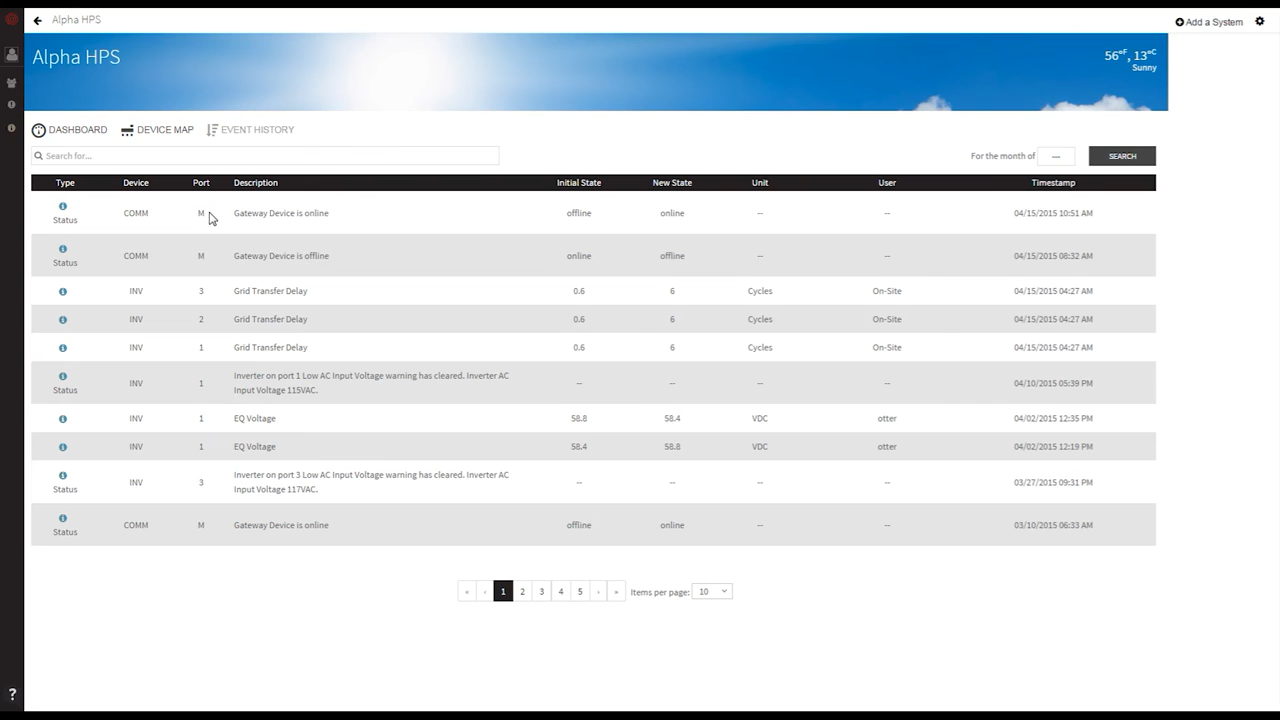 Alpha HPS
Add a System
Alpha HPS
56°F, 13°C
Sunny
DASHBOARD DEVICE MAP EVENT HISTORY
Search for... For the month of --- SEARCH
Type Device Port Description Initial State New State Unit User Timestamp
Status COMM M Gateway Device is online offline online -- -- 04/15/2015 10:51 AM
Status COMM M Gateway Device is offline online offline -- -- 04/15/2015 08:32 AM
INV 3 Grid Transfer Delay 0.6 6 Cycles On-Site 04/15/2015 04:27 AM
INV 2 Grid Transfer Delay 0.6 6 Cycles On-Site 04/15/2015 04:27 AM
INV 1 Grid Transfer Delay 0.6 6 Cycles On-Site 04/15/2015 04:27 AM
Status INV 1 Inverter on port 1 Low AC Input Voltage warning has cleared. Inverter AC
Input Voltage 115VAC. -- -- -- -- 04/10/2015 05:39 PM
INV 1 EQ Voltage 58.8 58.4 VDC otter 04/02/2015 12:35 PM
INV 1 EQ Voltage 58.4 58.8 VDC otter 04/02/2015 12:19 PM
Status INV 3 Inverter on port 3 Low AC Input Voltage warning has cleared. Inverter AC
Input Voltage 117VAC. -- -- -- -- 03/27/2015 09:31 PM
Status COMM M Gateway Device is online offline online -- -- 03/10/2015 06:33 AM
« ‹ 1 2 3 4 5 › » Items per page: 10
?